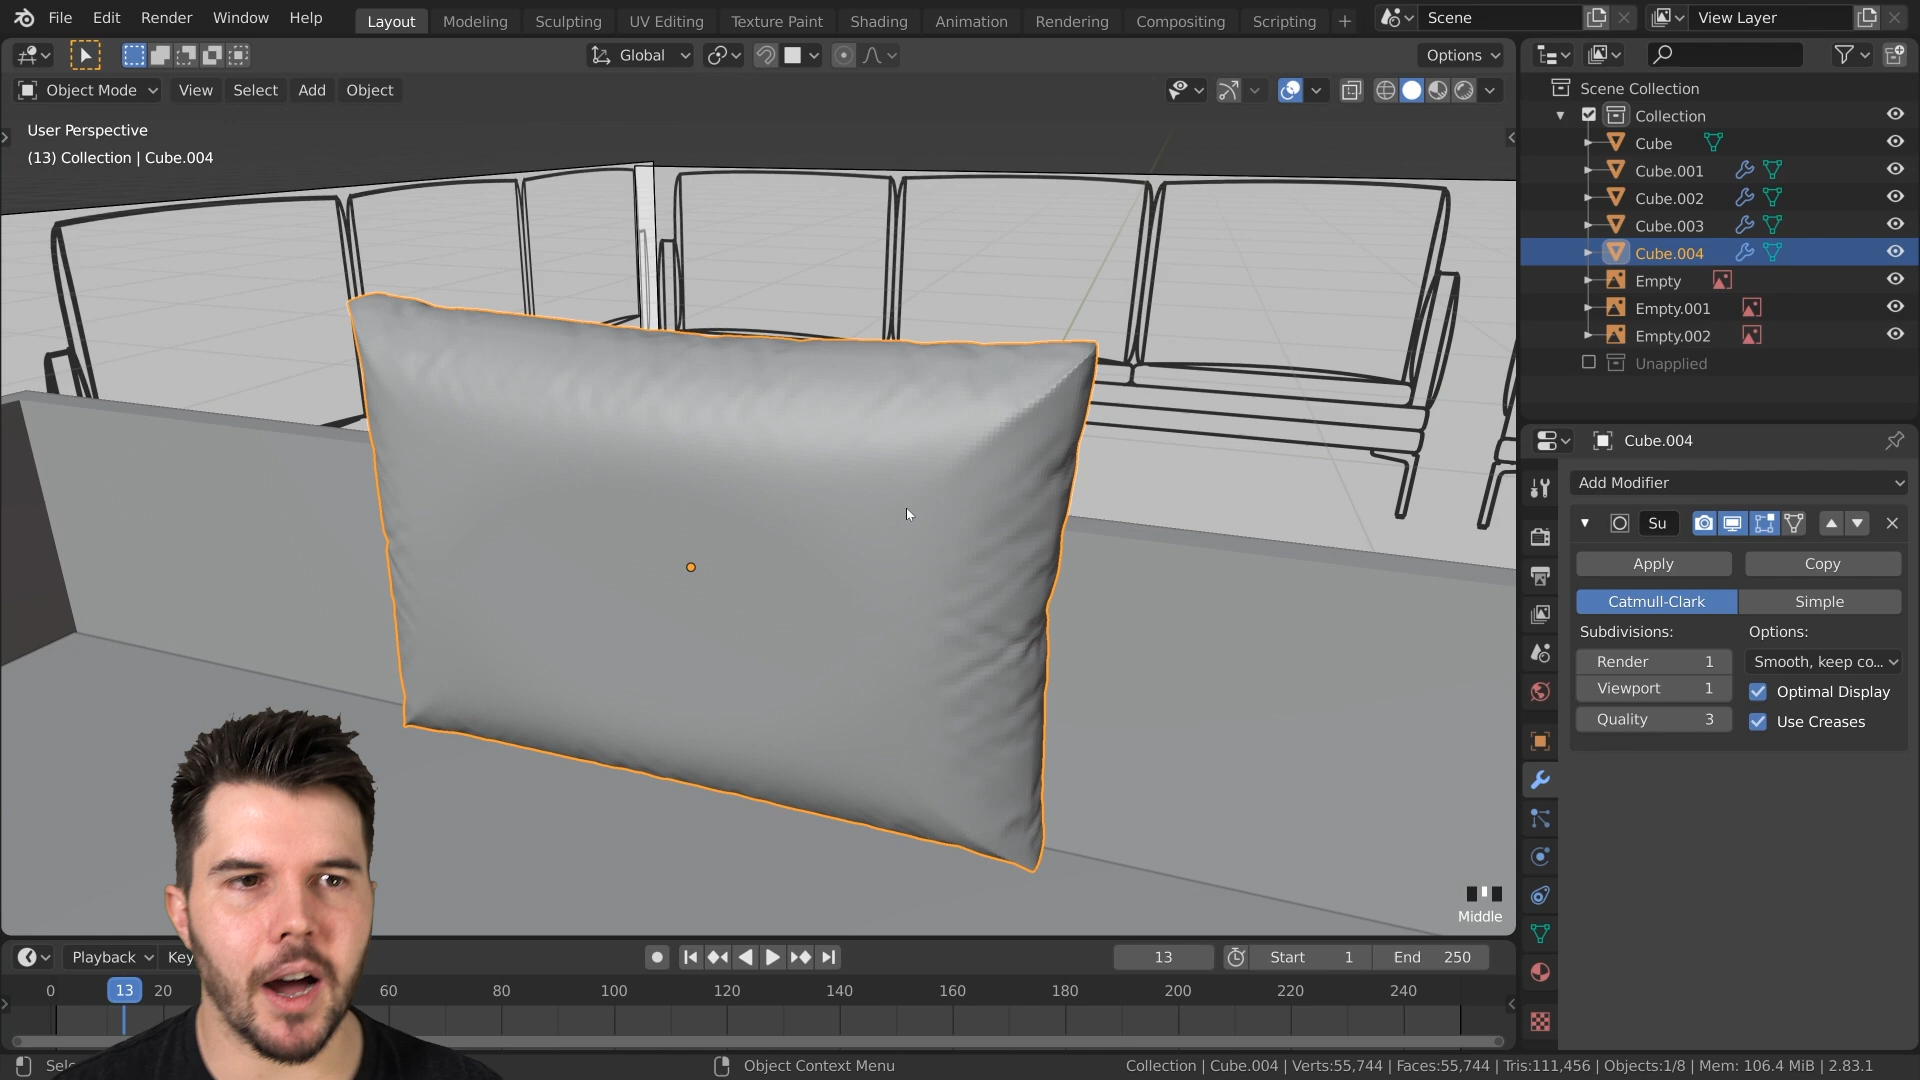 File Edit Render Window Help Layout Modeling Sculpting UV Editing Texture Paint Shading Animation Rendering Compositing Scripting Scene View Layer
Global Options
Object Mode View Select Add Object
User Perspective
(13) Collection | Cube.004
Scene Collection
Collection
Cube
Cube.001
Cube.002
Cube.003
Cube.004
Empty
Empty.001
Empty.002
Unapplied
Cube.004
Add Modifier
Su
Apply Copy
Catmull-Clark Simple
Subdivisions: Options:
Render 1 Smooth, keep co...
Viewport 1 Optimal Display
Quality 3 Use Creases
Middle
Playback Key 13 Start 1 End 250
0 13 20 60 80 100 120 140 160 180 200 220 240
Object Context Menu Collection | Cube.004 | Verts:55,744 | Faces:55,744 | Tris:111,456 | Objects:1/8 | Mem: 106.4 MiB | 2.83.1